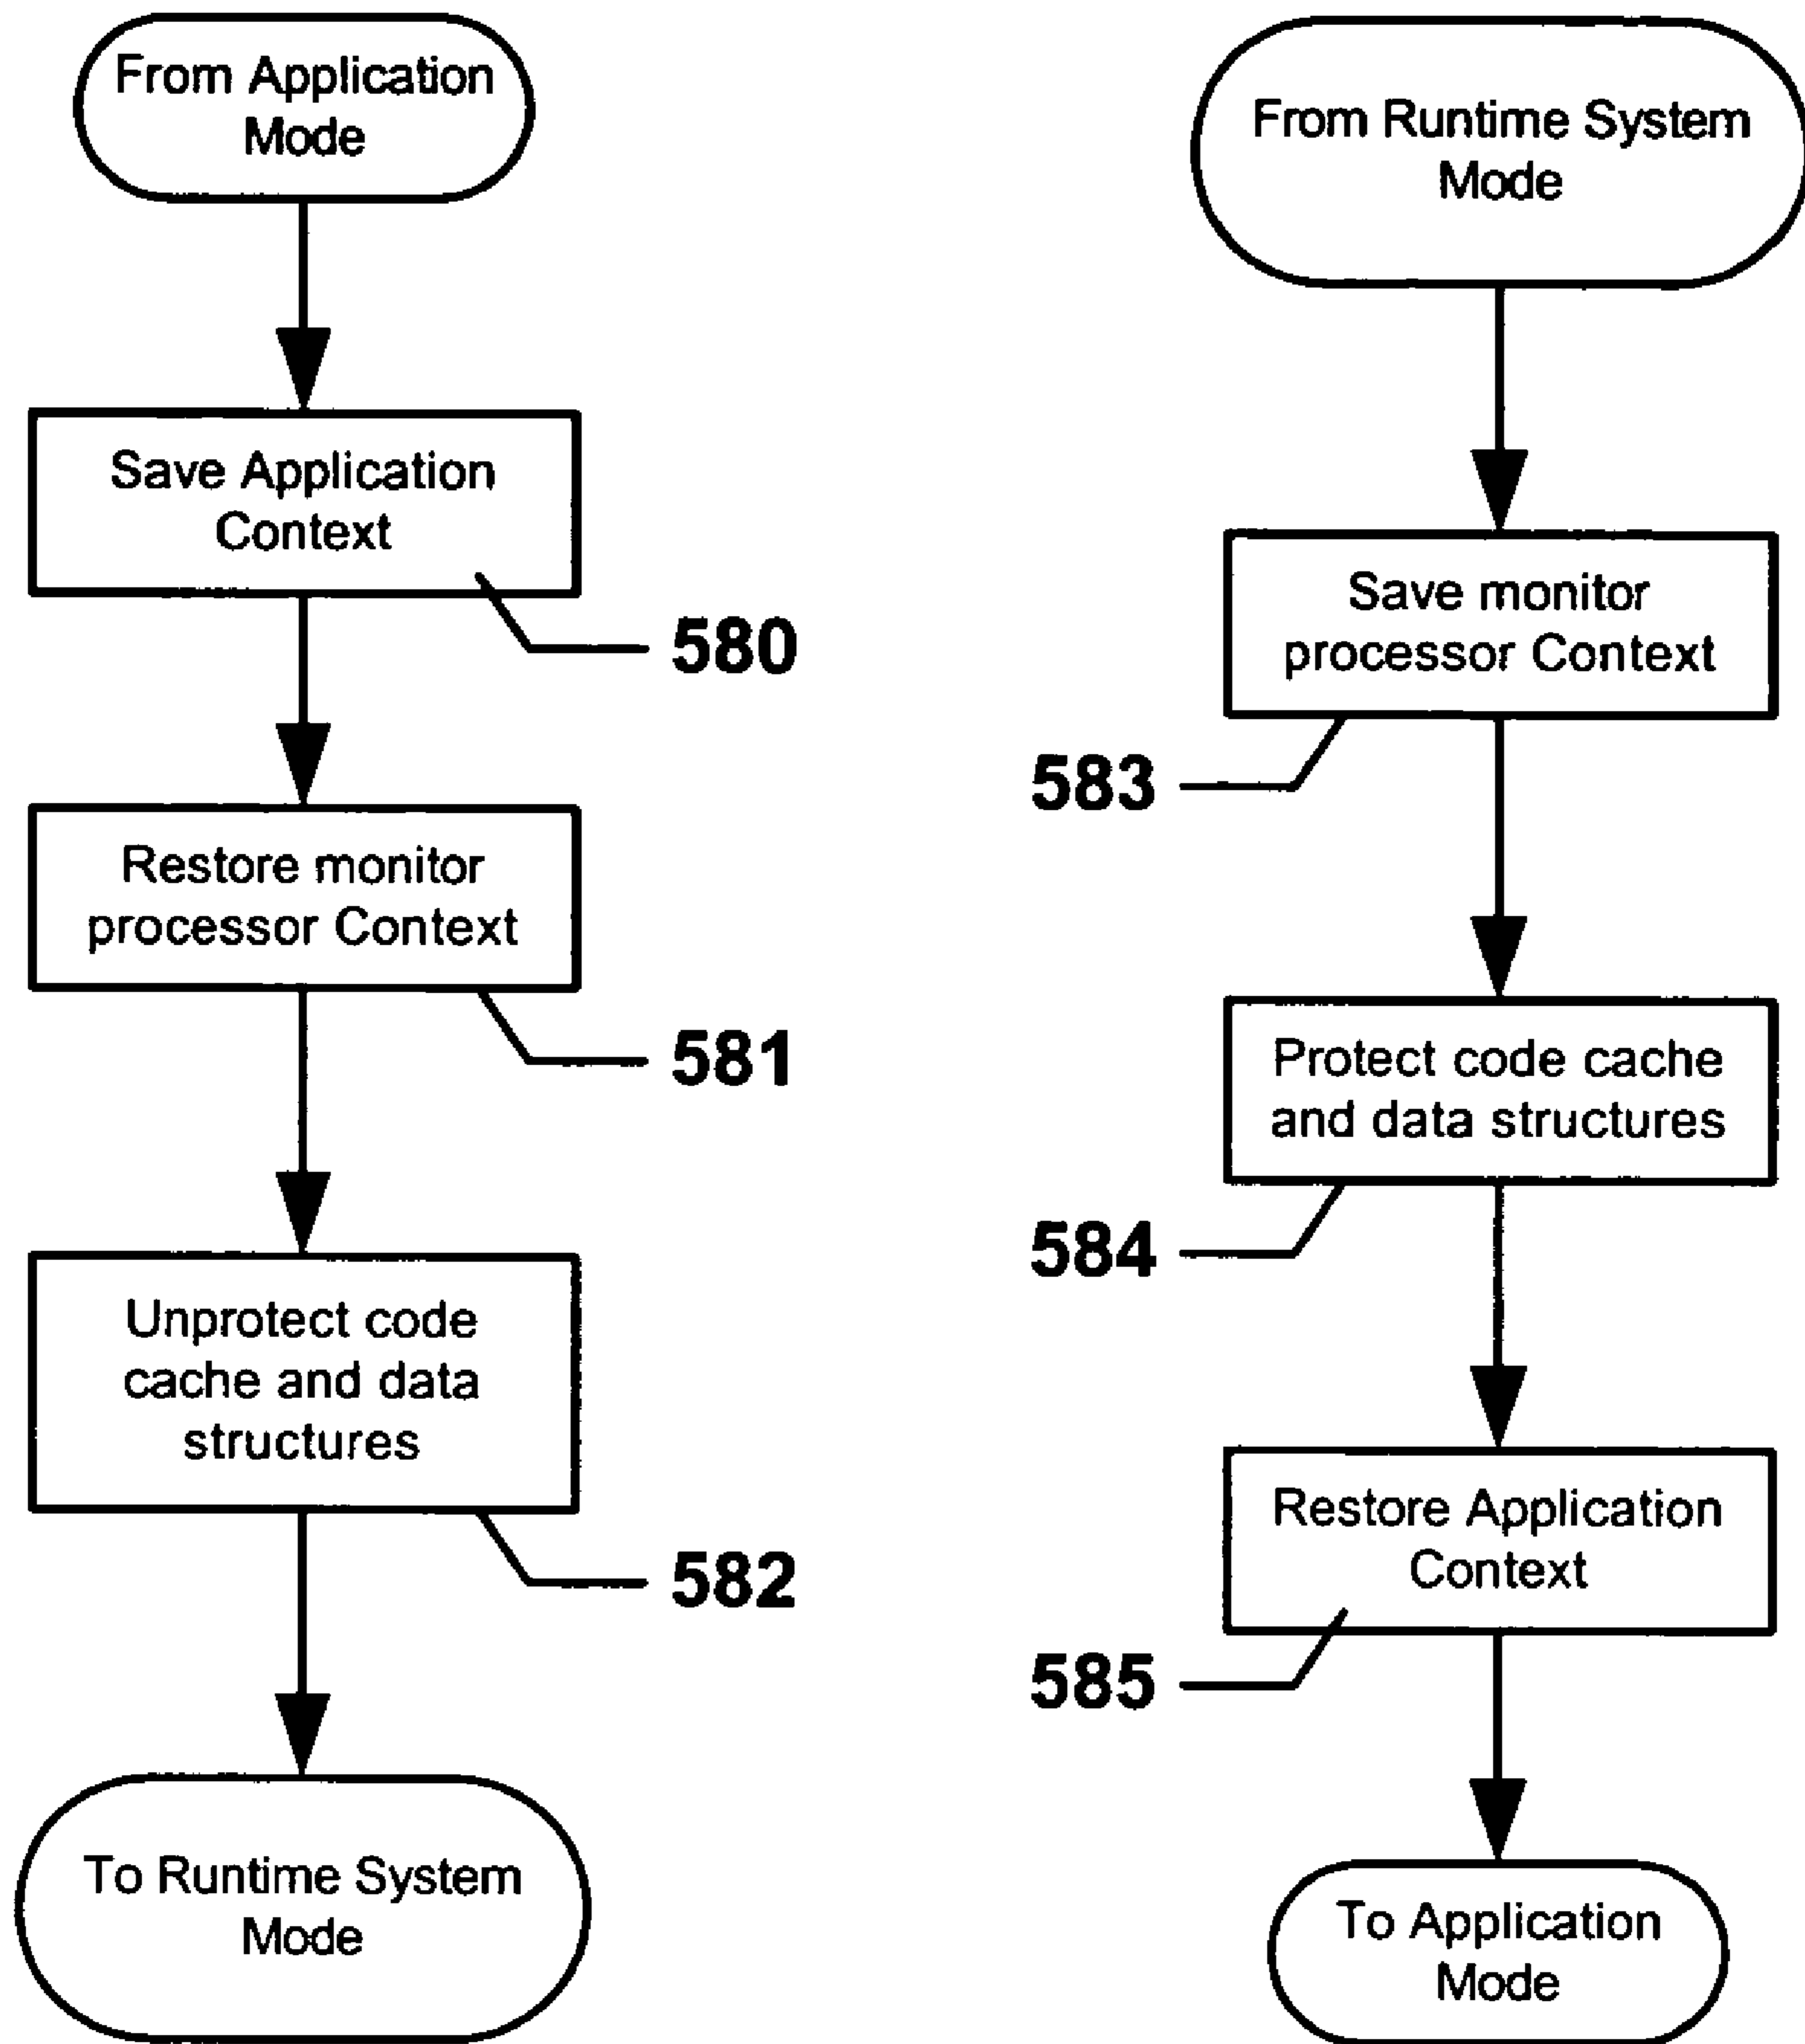 From Application
Mode
Save Application
Context
580
Restore monitor
processor Context
581
Unprotect code
cache and data
structures
582
To Runtime System
Mode
From Runtime System
Mode
Save monitor
processor Context
583
Protect code cache
and data structures
584
Restore Application
Context
585
To Application
Mode